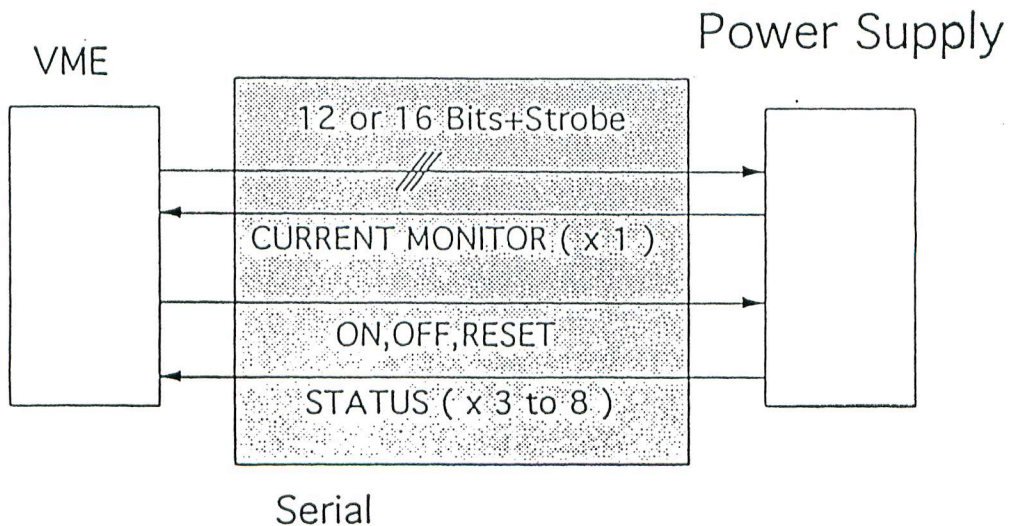 Power Supply
VME
12 or 16 Bits+Strobe
CURRENT MONITOR ( x 1 )
ON,OFF,RESET
STATUS ( x 3 to 8 )
Serial